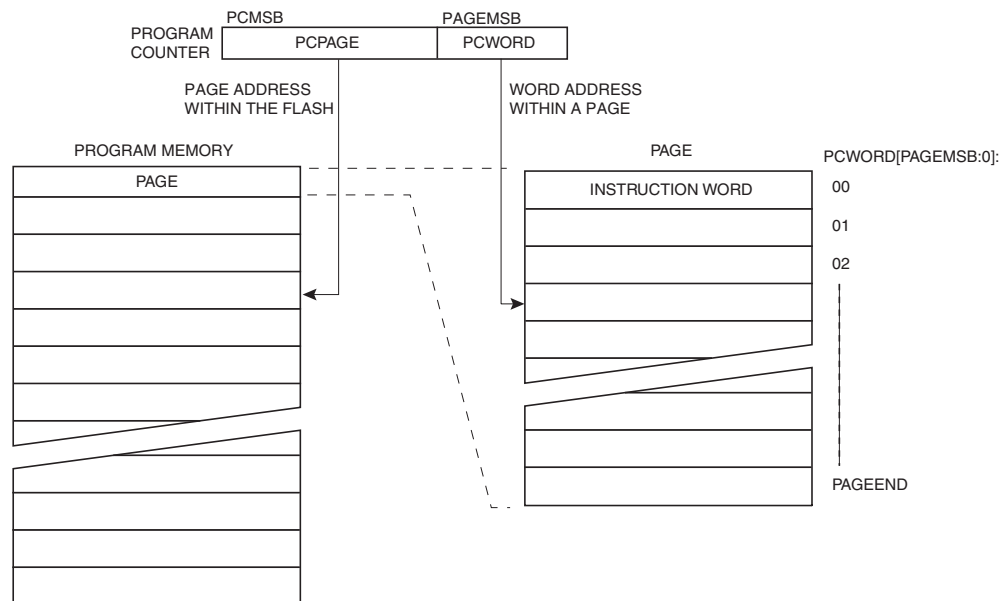 PCMSB
PAGEMSB
PROGRAM
COUNTER
PCPAGE
PCWORD
PAGE ADDRESS
WITHIN THE FLASH
WORD ADDRESS
WITHIN A PAGE
PROGRAM MEMORY
PAGE
PAGE
PCWORD[PAGEMSB:0]:
INSTRUCTION WORD
00
01
02
PAGEEND